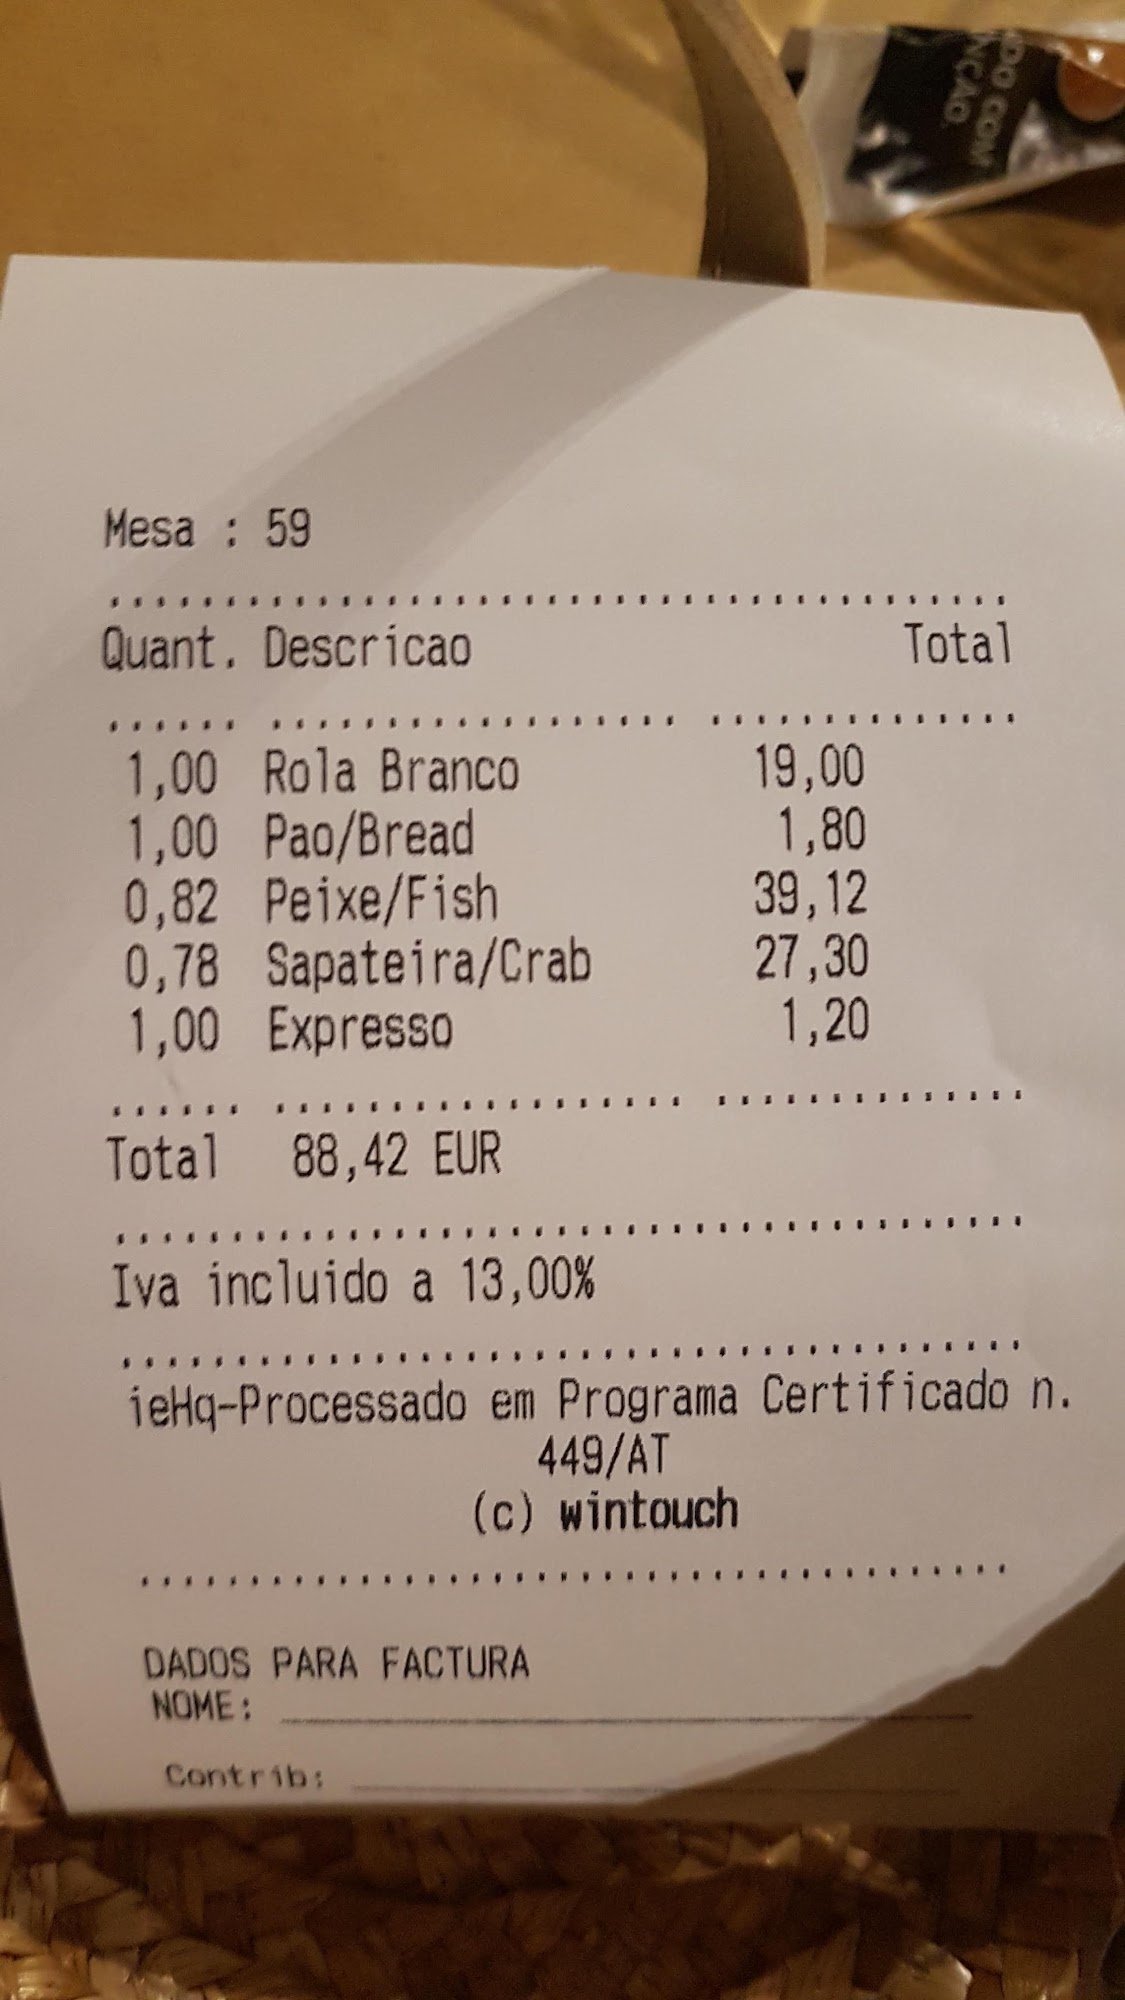 COM
NÇÃO
Mesa : 59
Quant. Descricao Total
1,00 Rola Branco 19,00
1,00 Pao/Bread 1,80
0,82 Peixe/Fish 39,12
0,78 Sapateira/Crab 27,30
1,00 Expresso 1,20
Total 88,42 EUR
Iva incluido a 13,00%
ieHq-Processado em Programa Certificado n.
449/AT
(c) wintouch
DADOS PARA FACTURA
NOME:
Contrib: